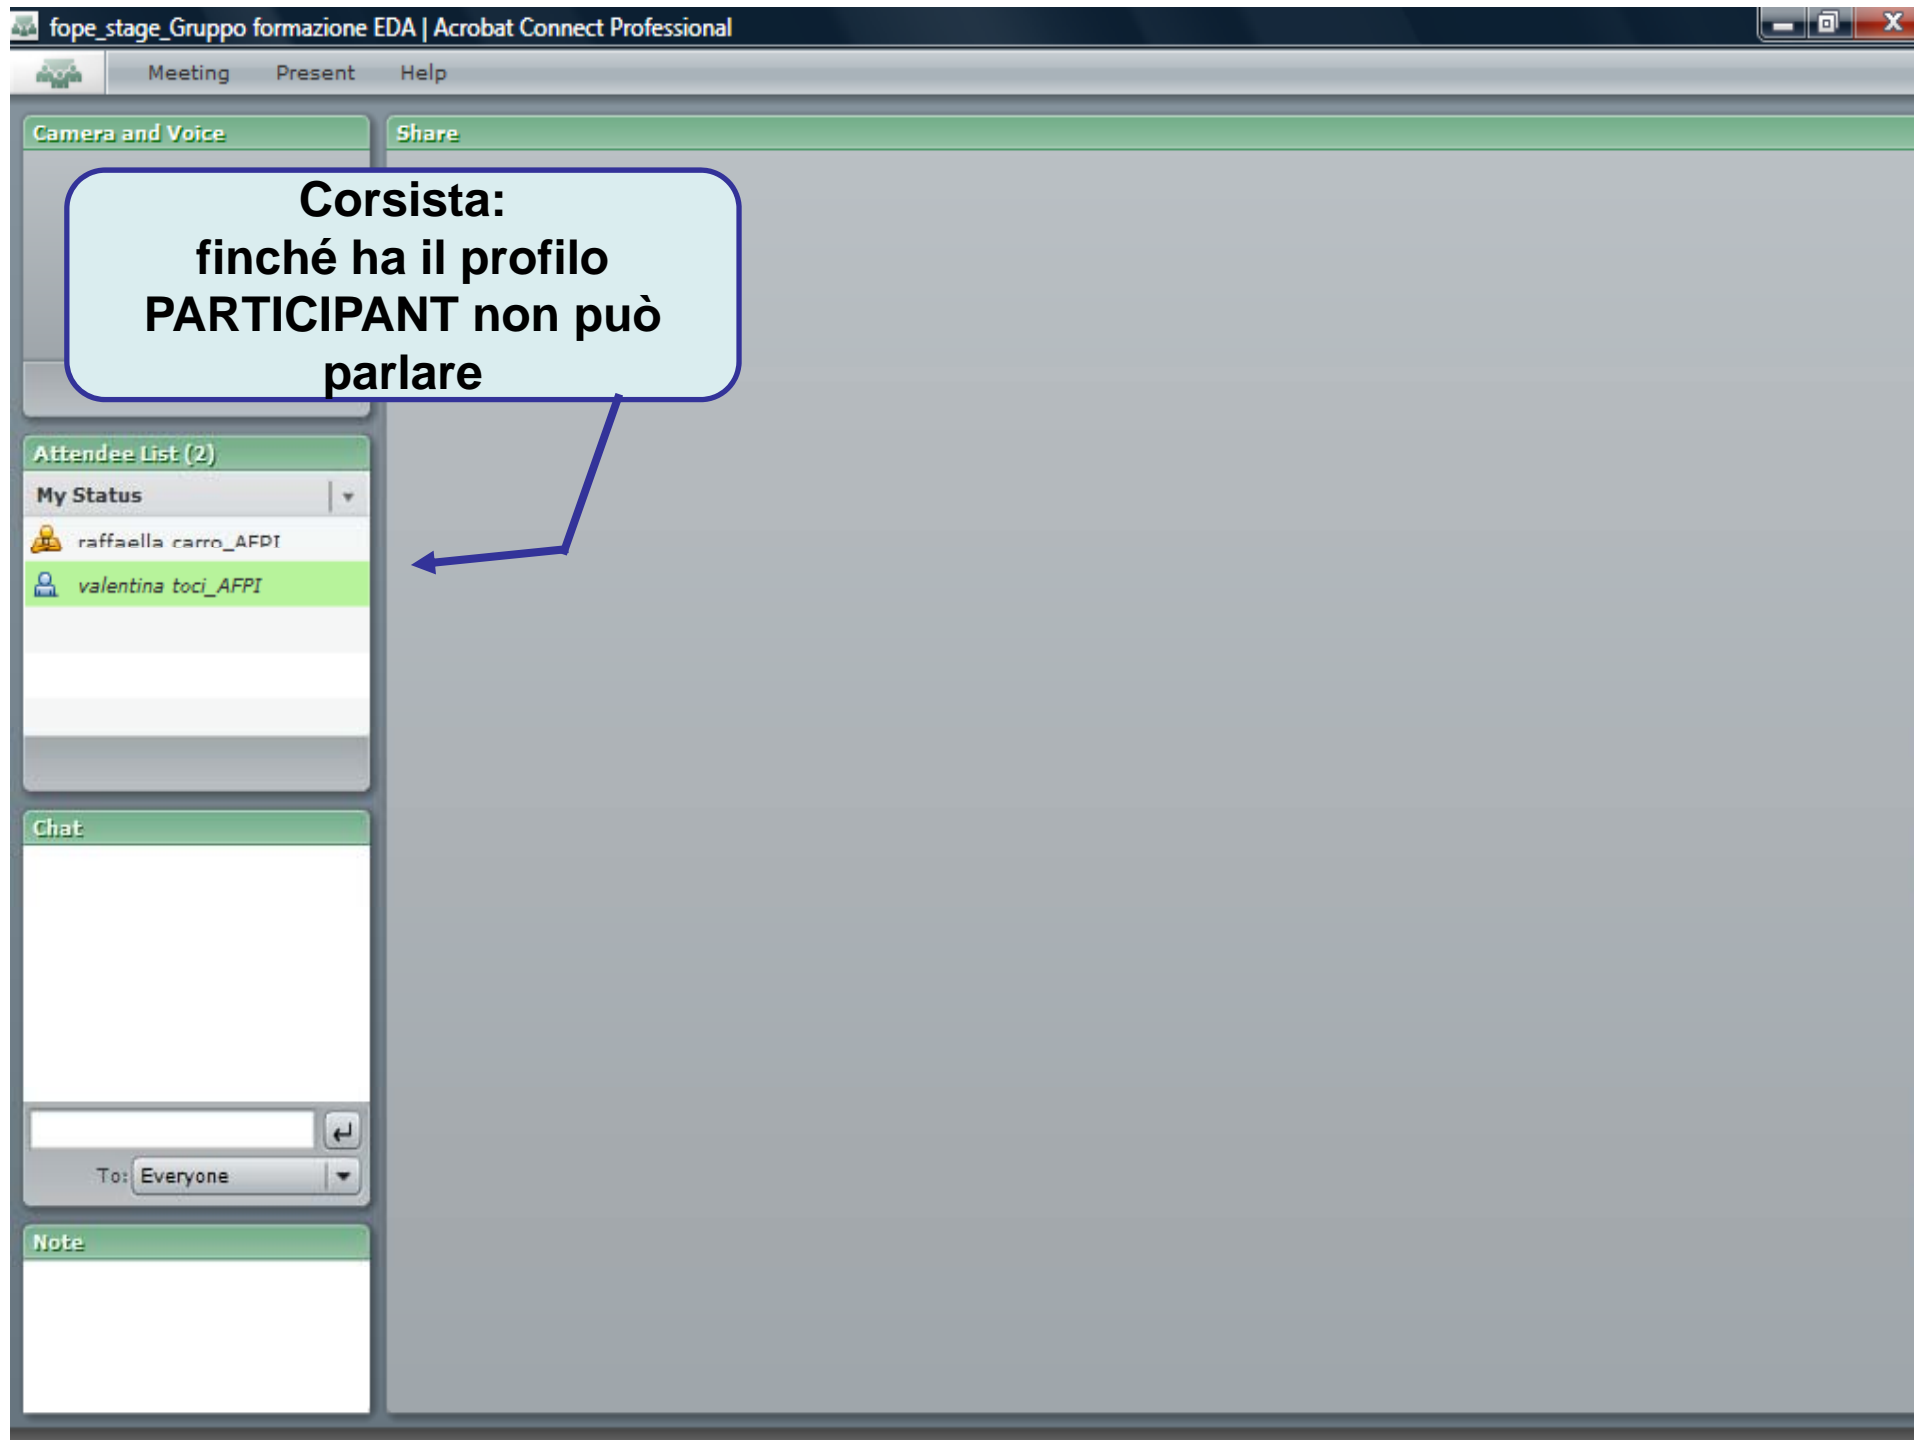 fope_stage_Gruppo formazione EDA | Acrobat Connect Professional
Meeting Present Help
Camera and Voice
Share
Corsista:
finché ha il profilo
PARTICIPANT non può
parlare
Attendee List (2)
My Status
raffaella carro_AFPI
valentina toci_AFPI
Chat
To: Everyone
Note